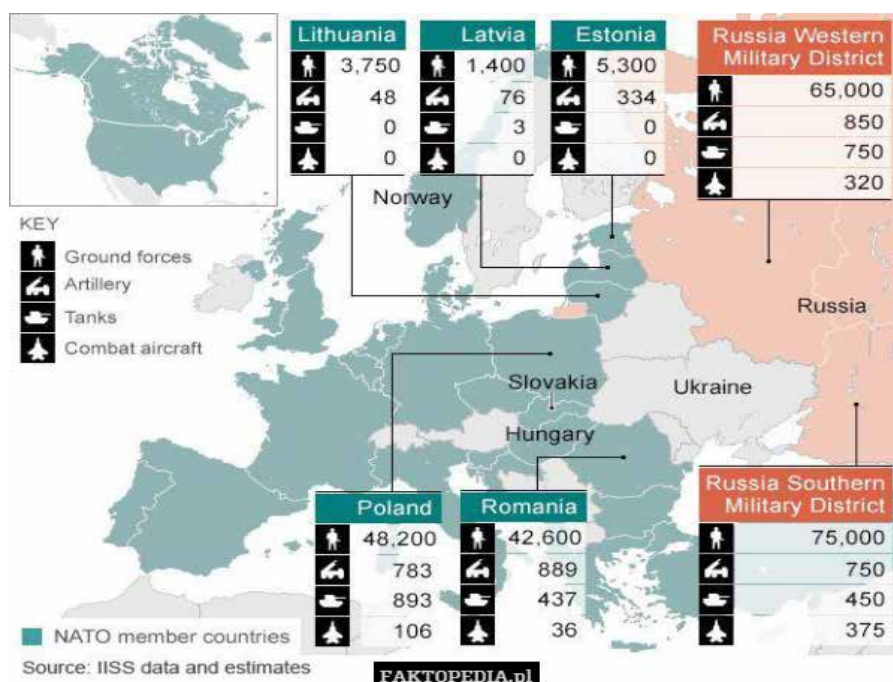 Lithuania
3,750
48
0
0
Latvia
1,400
76
3
0
Estonia
5,300
334
0
0
Russia Western
Military District
65,000
850
750
320
Norway
KEY
Ground forces
Artillery
Tanks
Combat aircraft
Russia
Slovakia
Ukraine
Hungary
Poland
48,200
783
893
106
Romania
42,600
889
437
36
Russia Southern
Military District
75,000
750
450
375
NATO member countries
Source: IISS data and estimates
FAKTOPEDIA.pl